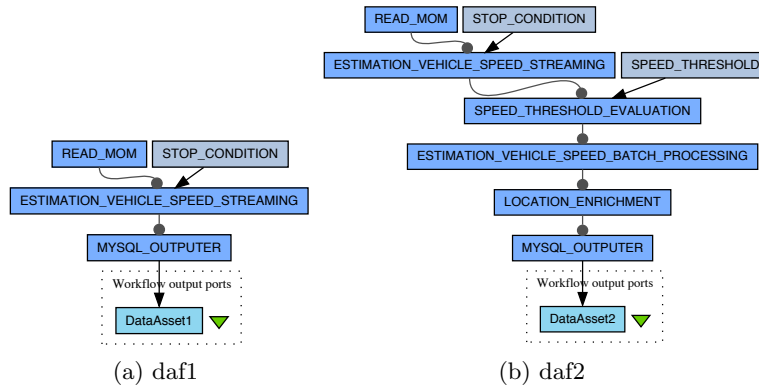 READ_MOM STOP_CONDITION
ESTIMATION_VEHICLE_SPEED_STREAMING
MYSQL_OUTPUTER
Workflow output ports
DataAsset1
(a) daf1
READ_MOM STOP_CONDITION
ESTIMATION_VEHICLE_SPEED_STREAMING SPEED_THRESHOLD
SPEED_THRESHOLD_EVALUATION
ESTIMATION_VEHICLE_SPEED_BATCH_PROCESSING
LOCATION_ENRICHMENT
MYSQL_OUTPUTER
Workflow output ports
DataAsset2
(b) daf2